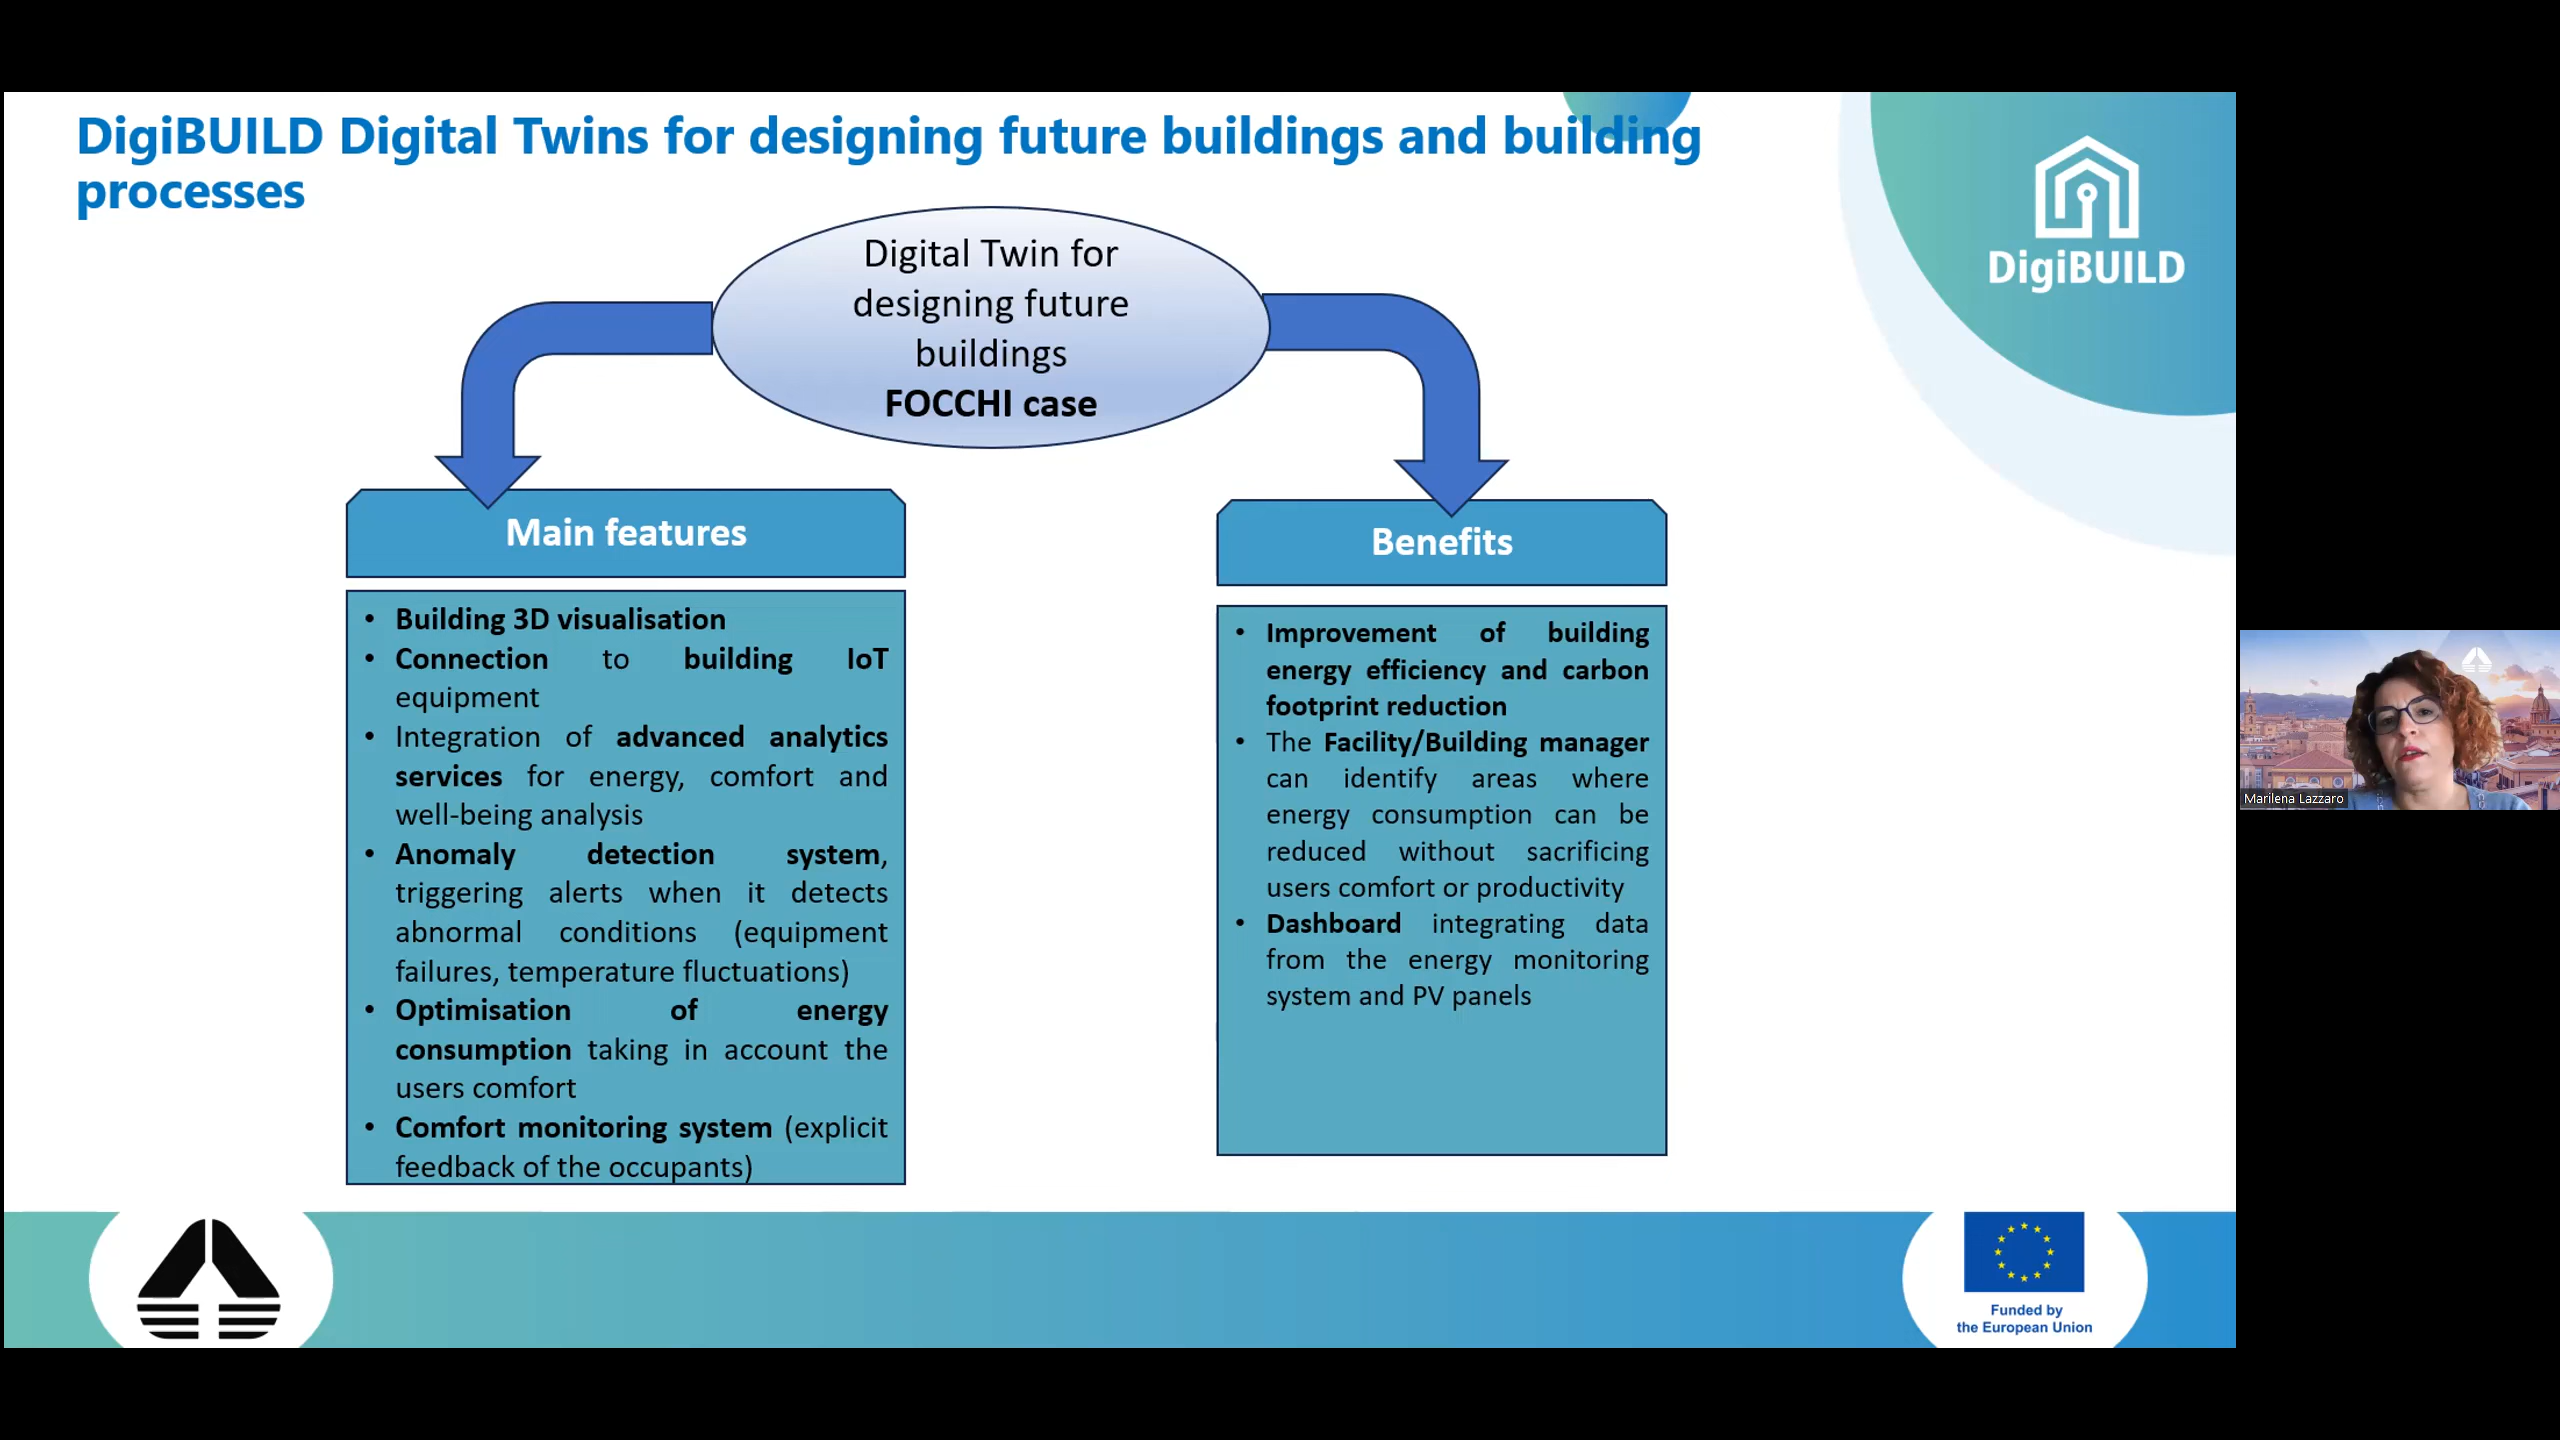 DigiBUILD Digital Twins for designing future buildings and building
processes
DigiBUILD
Digital Twin for
designing future
buildings
FOCCHI case
Main features
• Building 3D visualisation
• Connection to building IoT
equipment
• Integration of advanced analytics
services for energy, comfort and
well-being analysis
• Anomaly detection system,
triggering alerts when it detects
abnormal conditions (equipment
failures, temperature fluctuations)
• Optimisation of energy
consumption taking in account the
users comfort
• Comfort monitoring system (explicit
feedback of the occupants)
Benefits
• Improvement of building
energy efficiency and carbon
footprint reduction
• The Facility/Building manager
can identify areas where
energy consumption can be
reduced without sacrificing
users comfort or productivity
• Dashboard integrating data
from the energy monitoring
system and PV panels
Marilena Lazzaro
Funded by
the European Union